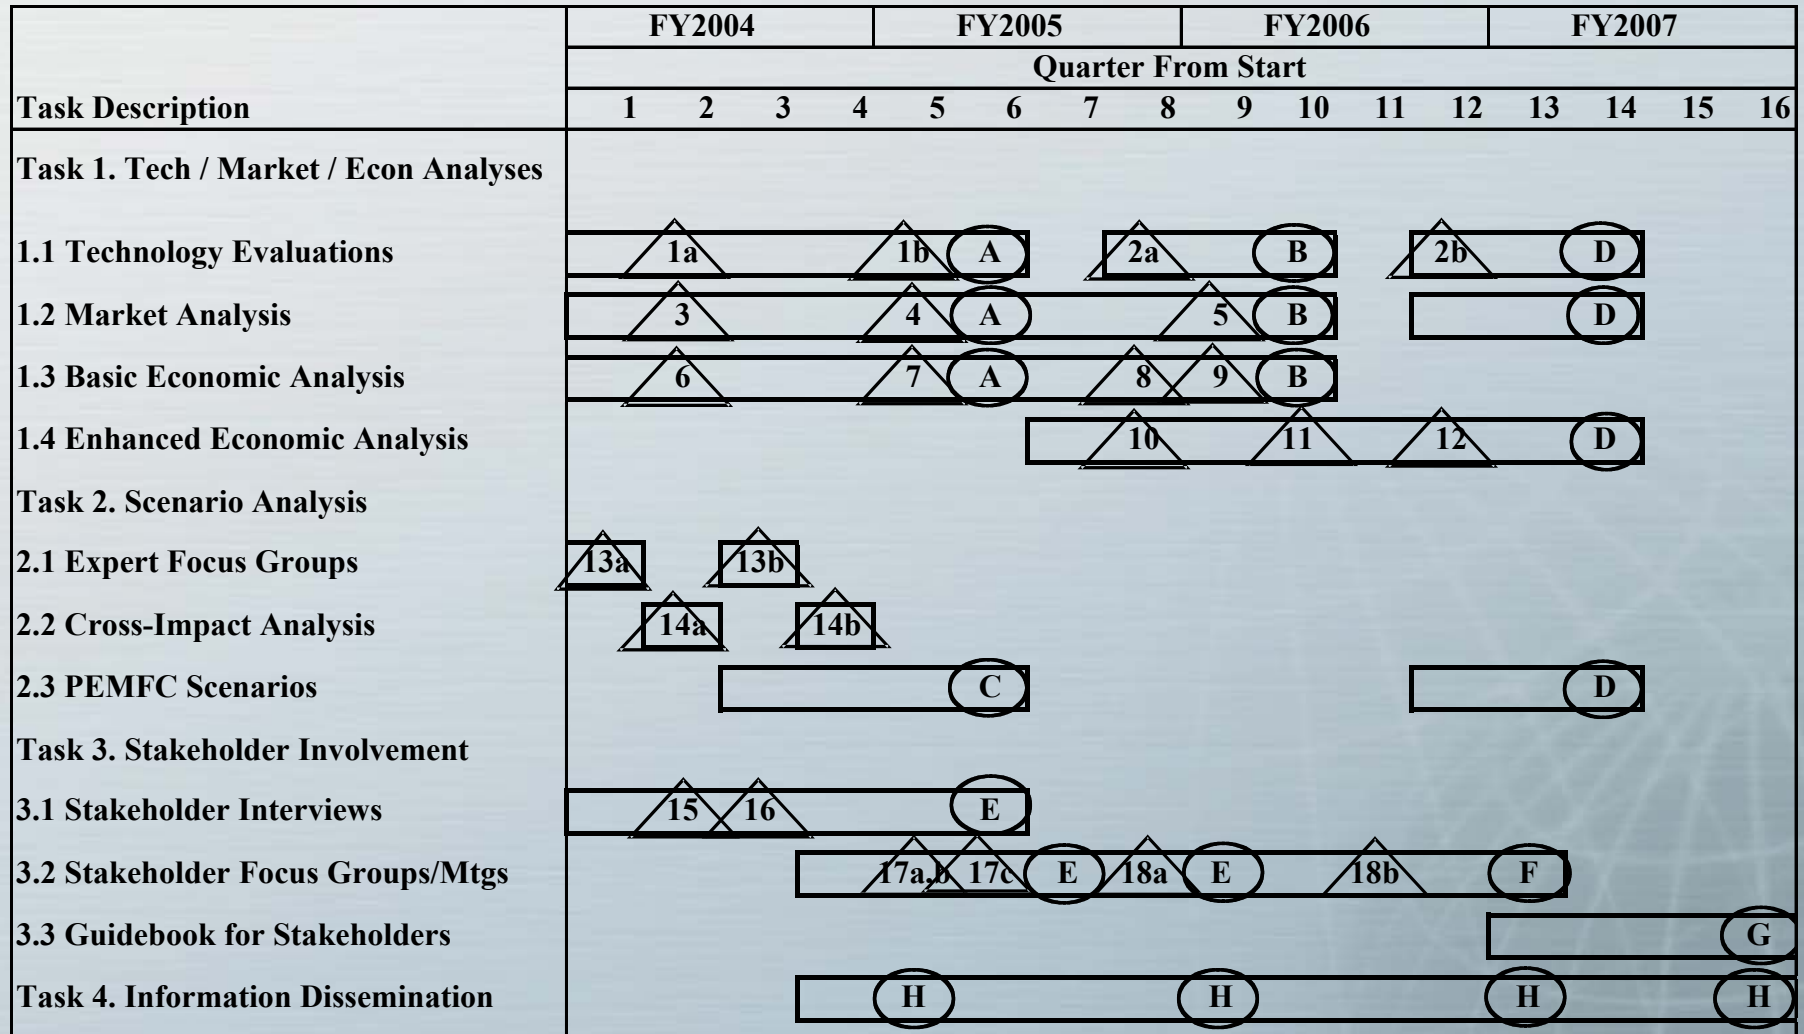 FY2004 FY2005 FY2006 FY2007
Quarter From Start
Task Description 1 2 3 4 5 6 7 8 9 10 11 12 13 14 15 16
Task 1. Tech / Market / Econ Analyses
1.1 Technology Evaluations 1a 1b A 2a B 2b D
1.2 Market Analysis 3 4 A 5 B D
1.3 Basic Economic Analysis 6 7 A 8 9 B
1.4 Enhanced Economic Analysis 10 11 12 D
Task 2. Scenario Analysis
2.1 Expert Focus Groups 13a 13b
2.2 Cross-Impact Analysis 14a 14b
2.3 PEMFC Scenarios C D
Task 3. Stakeholder Involvement
3.1 Stakeholder Interviews 15 16 E
3.2 Stakeholder Focus Groups/Mtgs 17a,b 17c E 18a E 18b F
3.3 Guidebook for Stakeholders G
Task 4. Information Dissemination H H H H